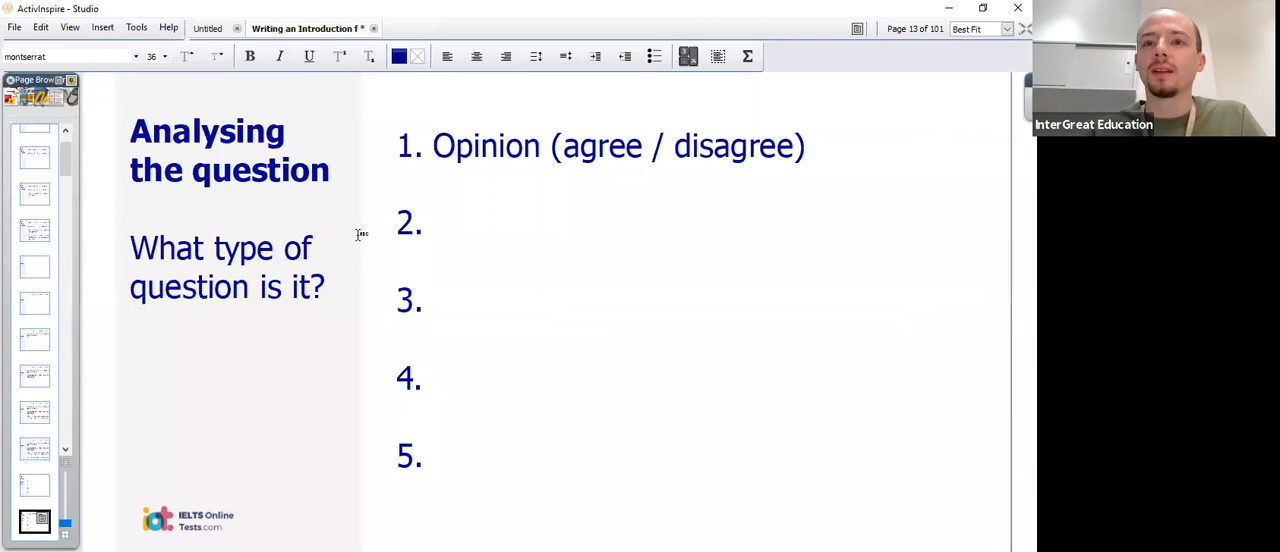 ActivInspire - Studio
File Edit View Insert Tools Help
Untitled
Writing an Introduction f *
Page 13 of 101
Best Fit
montserrat
36
B I U
Page Browser
Analysing
the question
What type of
question is it?
1. Opinion (agree / disagree)
2.
3.
4.
5.
iot IELTS Online
Tests.com
InterGreat Education